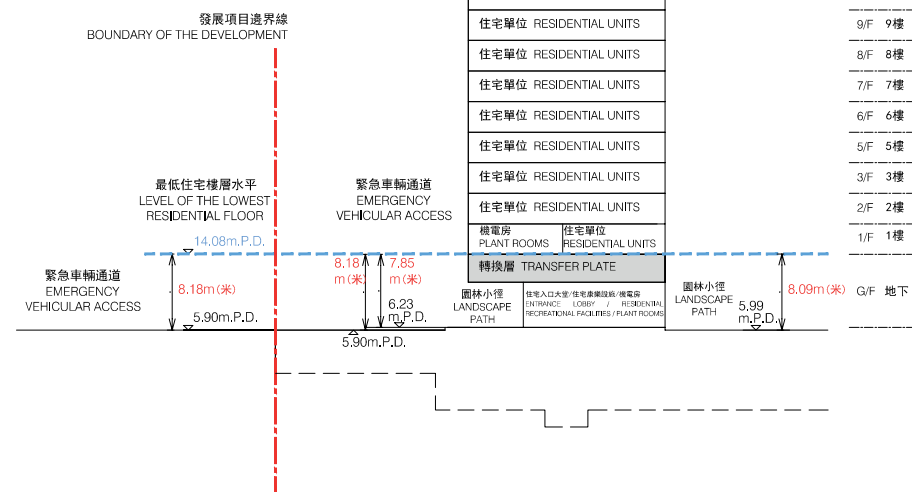 發展項目邊界線
BOUNDARY OF THE DEVELOPMENT
住宅單位 RESIDENTIAL UNITS
9/F 9樓
住宅單位 RESIDENTIAL UNITS
8/F 8樓
住宅單位 RESIDENTIAL UNITS
7/F 7樓
住宅單位 RESIDENTIAL UNITS
6/F 6樓
住宅單位 RESIDENTIAL UNITS
5/F 5樓
住宅單位 RESIDENTIAL UNITS
3/F 3樓
住宅單位 RESIDENTIAL UNITS
2/F 2樓
最低住宅樓層水平
LEVEL OF THE LOWEST
RESIDENTIAL FLOOR
14.08m.P.D.
緊急車輛通道
EMERGENCY
VEHICULAR ACCESS
機電房
PLANT ROOMS
住宅單位
RESIDENTIAL UNITS
1/F 1樓
轉換層 TRANSFER PLATE
緊急車輛通道
EMERGENCY
VEHICULAR ACCESS
8.18m(米)
5.90m.P.D.
8.18
m(米)
7.85
m(米)
6.23
m.P.D.
5.90m.P.D.
園林小徑
LANDSCAPE
PATH
住宅入口大堂/住宅康樂設施/機電房
ENTRANCE LOBBY / RESIDENTIAL
RECREATIONAL FACILITIES / PLANT ROOMS
園林小徑
LANDSCAPE
PATH
5.99
m.P.D.
8.09m(米)
G/F 地下